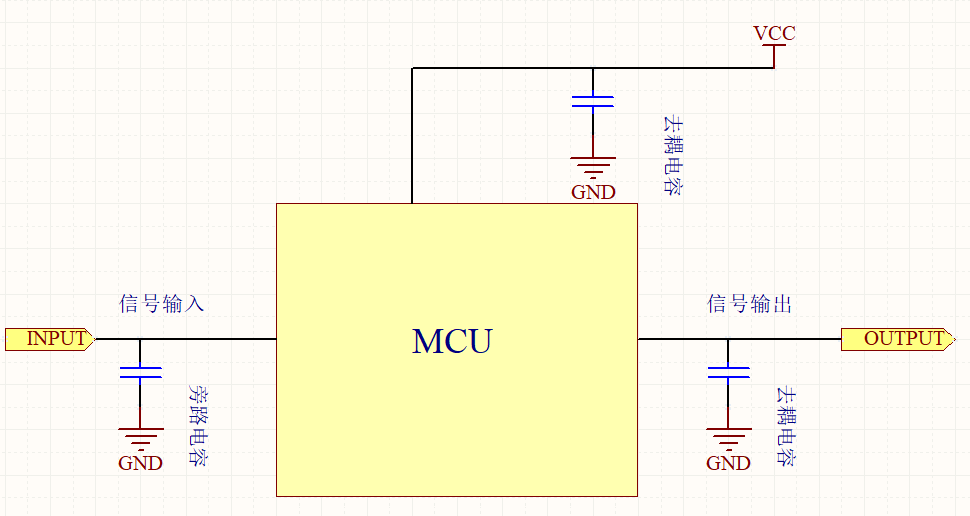 VCC
去耦电容
GND
信号输入
信号输出
INPUT
MCU
OUTPUT
旁路电容
去耦电容
GND
GND